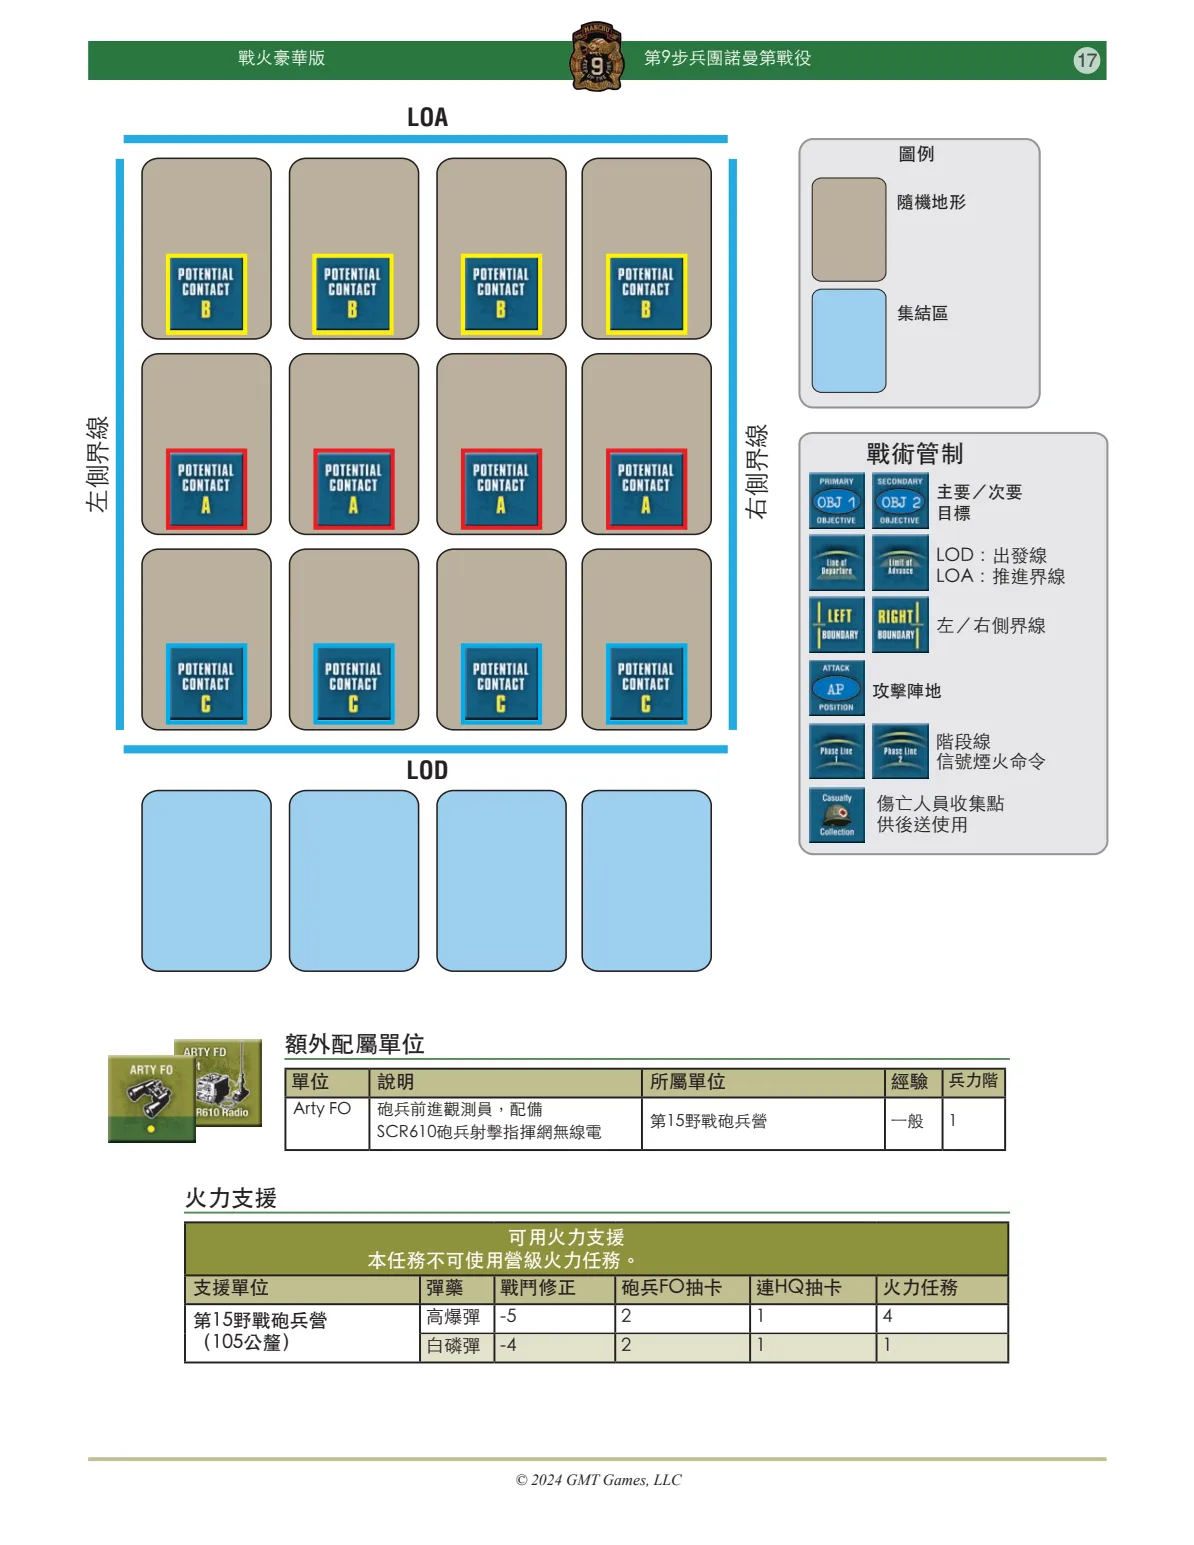 戰火豪華版
MANCHU
9
第9步兵團諾曼第戰役
17
LOA
左側界線
右側界線
POTENTIAL CONTACT B
POTENTIAL CONTACT B
POTENTIAL CONTACT B
POTENTIAL CONTACT B
POTENTIAL CONTACT A
POTENTIAL CONTACT A
POTENTIAL CONTACT A
POTENTIAL CONTACT A
POTENTIAL CONTACT C
POTENTIAL CONTACT C
POTENTIAL CONTACT C
POTENTIAL CONTACT C
LOD
圖例
隨機地形
集結區
戰術管制
PRIMARY OBJ 1 OBJECTIVE
SECONDARY OBJ 2 OBJECTIVE
主要／次要
目標
Line of Departure
Limit of Advance
LOD：出發線
LOA：推進界線
LEFT BOUNDARY
RIGHT BOUNDARY
左／右側界線
ATTACK AP POSITION
攻擊陣地
Phase Line 1
Phase Line 2
階段線
信號煙火命令
Casualty Collection
傷亡人員收集點
供後送使用
ARTY FO
ARTY FD
R610 Radio
額外配屬單位
單位 說明 所屬單位 經驗 兵力階
Arty FO 砲兵前進觀測員，配備
SCR610砲兵射擊指揮網無線電 第15野戰砲兵營 一般 1
火力支援
可用火力支援
本任務不可使用營級火力任務。
支援單位 彈藥 戰鬥修正 砲兵FO抽卡 連HQ抽卡 火力任務
第15野戰砲兵營
（105公釐）
高爆彈 -5 2 1 4
白磷彈 -4 2 1 1
© 2024 GMT Games, LLC